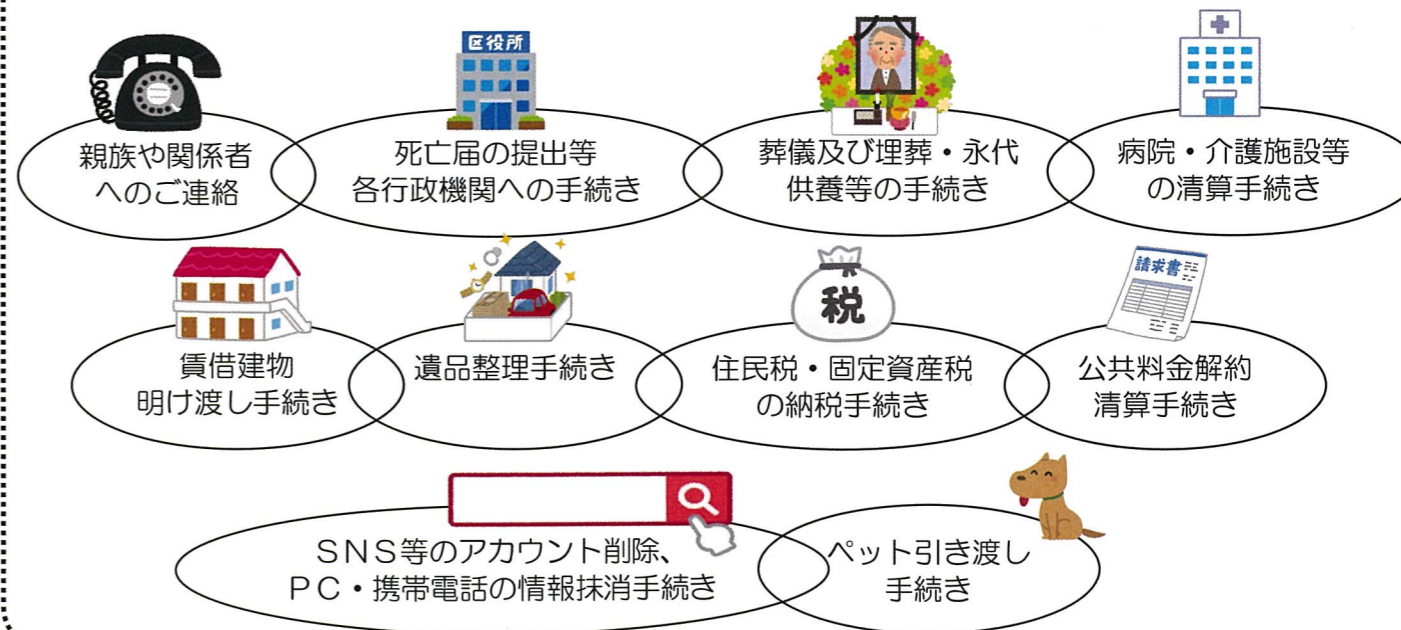 区役所
親族や関係者
へのご連絡
死亡届の提出等
各行政機関への手続き
葬儀及び埋葬・永代
供養等の手続き
病院・介護施設等
の清算手続き
賃借建物
明け渡し手続き
遺品整理手続き
税
住民税・固定資産税
の納税手続き
請求書
公共料金解約
清算手続き
ＳＮＳ等のアカウント削除、
ＰＣ・携帯電話の情報抹消手続き
ペット引き渡し
手続き